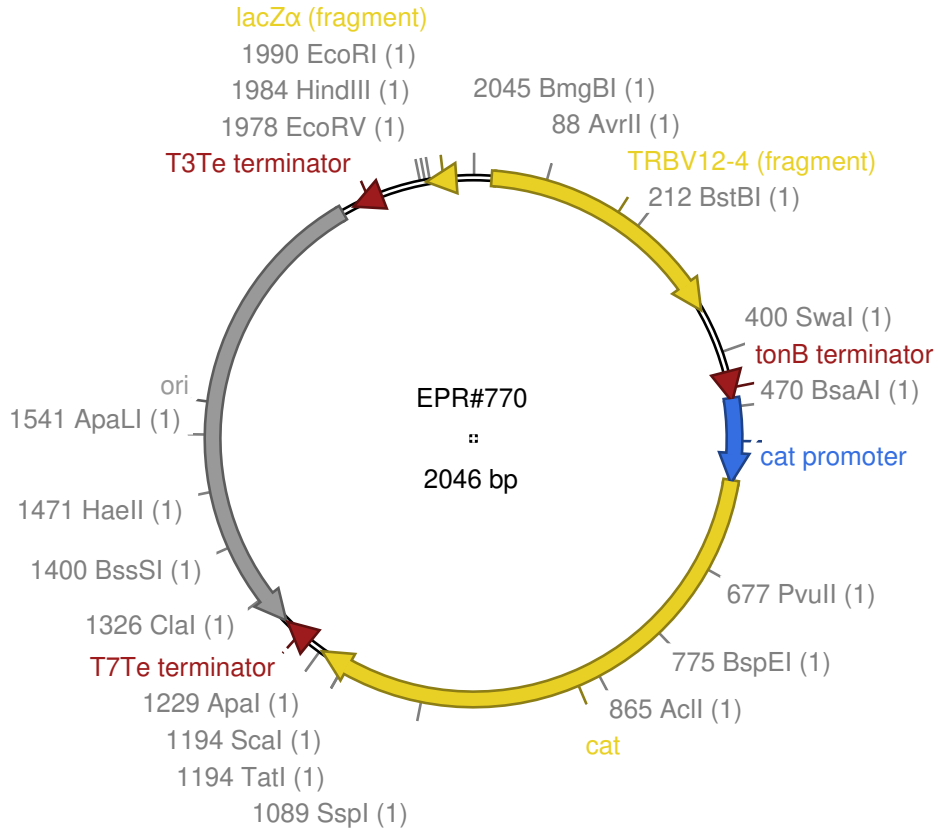 lacZα (fragment)
1990 EcoRI (1)
1984 HindIII (1)
1978 EcoRV (1)
T3Te terminator
2045 BmgBI (1)
88 AvrII (1)
TRBV12-4 (fragment)
212 BstBI (1)
400 SwaI (1)
tonB terminator
470 BsaAI (1)
cat promoter
EPR#770
2046 bp
ori
1541 ApaLI (1)
1471 HaeII (1)
1400 BssSI (1)
1326 ClaI (1)
T7Te terminator
1229 ApaI (1)
1194 ScaI (1)
1194 TatI (1)
1089 SspI (1)
677 PvuII (1)
775 BspEI (1)
865 AclI (1)
cat